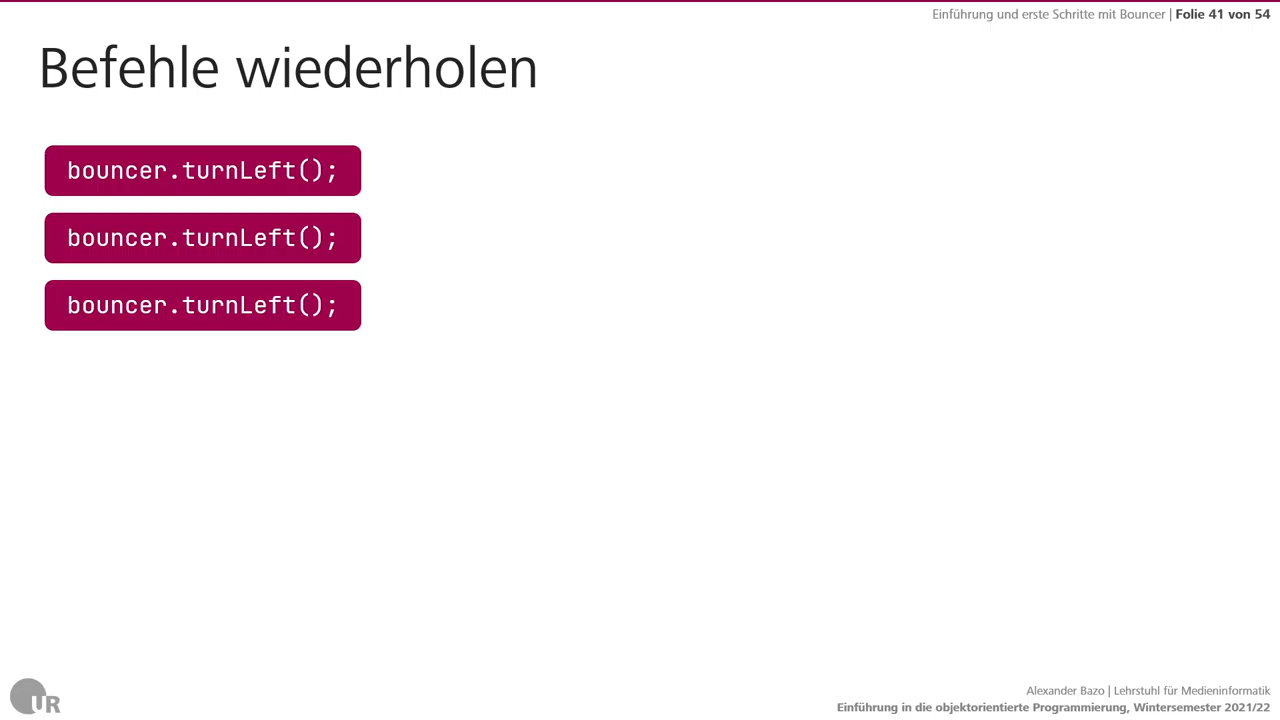 Einführung und erste Schritte mit Bouncer | Folie 41 von 54
Befehle wiederholen
bouncer.turnLeft();
bouncer.turnLeft();
bouncer.turnLeft();
UR
Alexander Bazo | Lehrstuhl für Medieninformatik
Einführung in die objektorientierte Programmierung, Wintersemester 2021/22